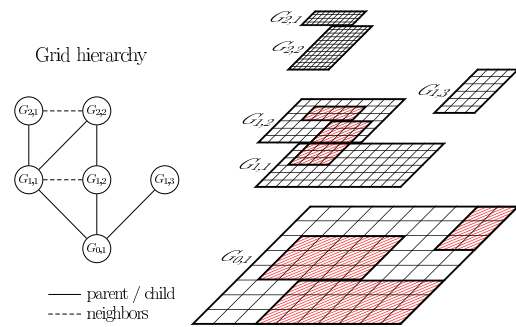 Grid hierarchy
G2,1
G2,2
G1,1
G1,2
G1,3
G0,1
parent / child
neighbors
G2,1
G2,2
G1,3
G1,2
G1,1
G0,1